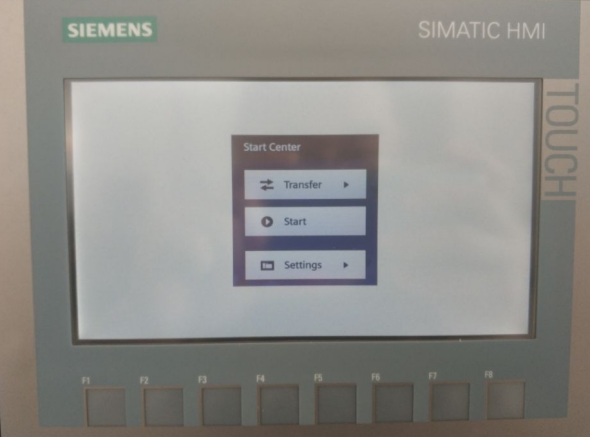 SIEMENS
SIMATIC HMI
TOUCH
Start Center
Transfer
Start
Settings
F1
F2
F3
F4
F5
F6
F7
F8